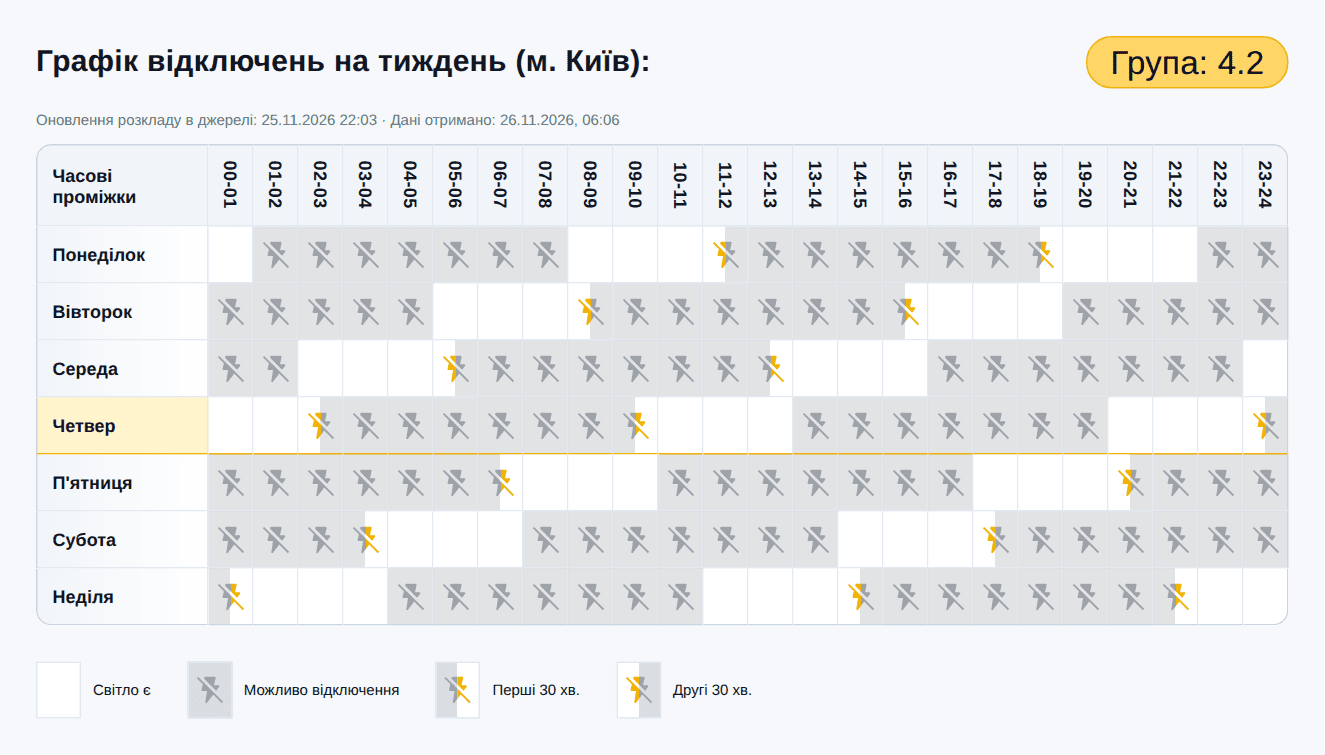 Графік відключень на тиждень (м. Київ):
Група: 4.2
Оновлення розкладу в джерелі: 25.11.2026 22:03 · Дані отримано: 26.11.2026, 06:06
Часові
проміжки
00-01
01-02
02-03
03-04
04-05
05-06
06-07
07-08
08-09
09-10
10-11
11-12
12-13
13-14
14-15
15-16
16-17
17-18
18-19
19-20
20-21
21-22
22-23
23-24
Понеділок
Вівторок
Середа
Четвер
П'ятниця
Субота
Неділя
Світло є
Можливо відключення
Перші 30 хв.
Другі 30 хв.